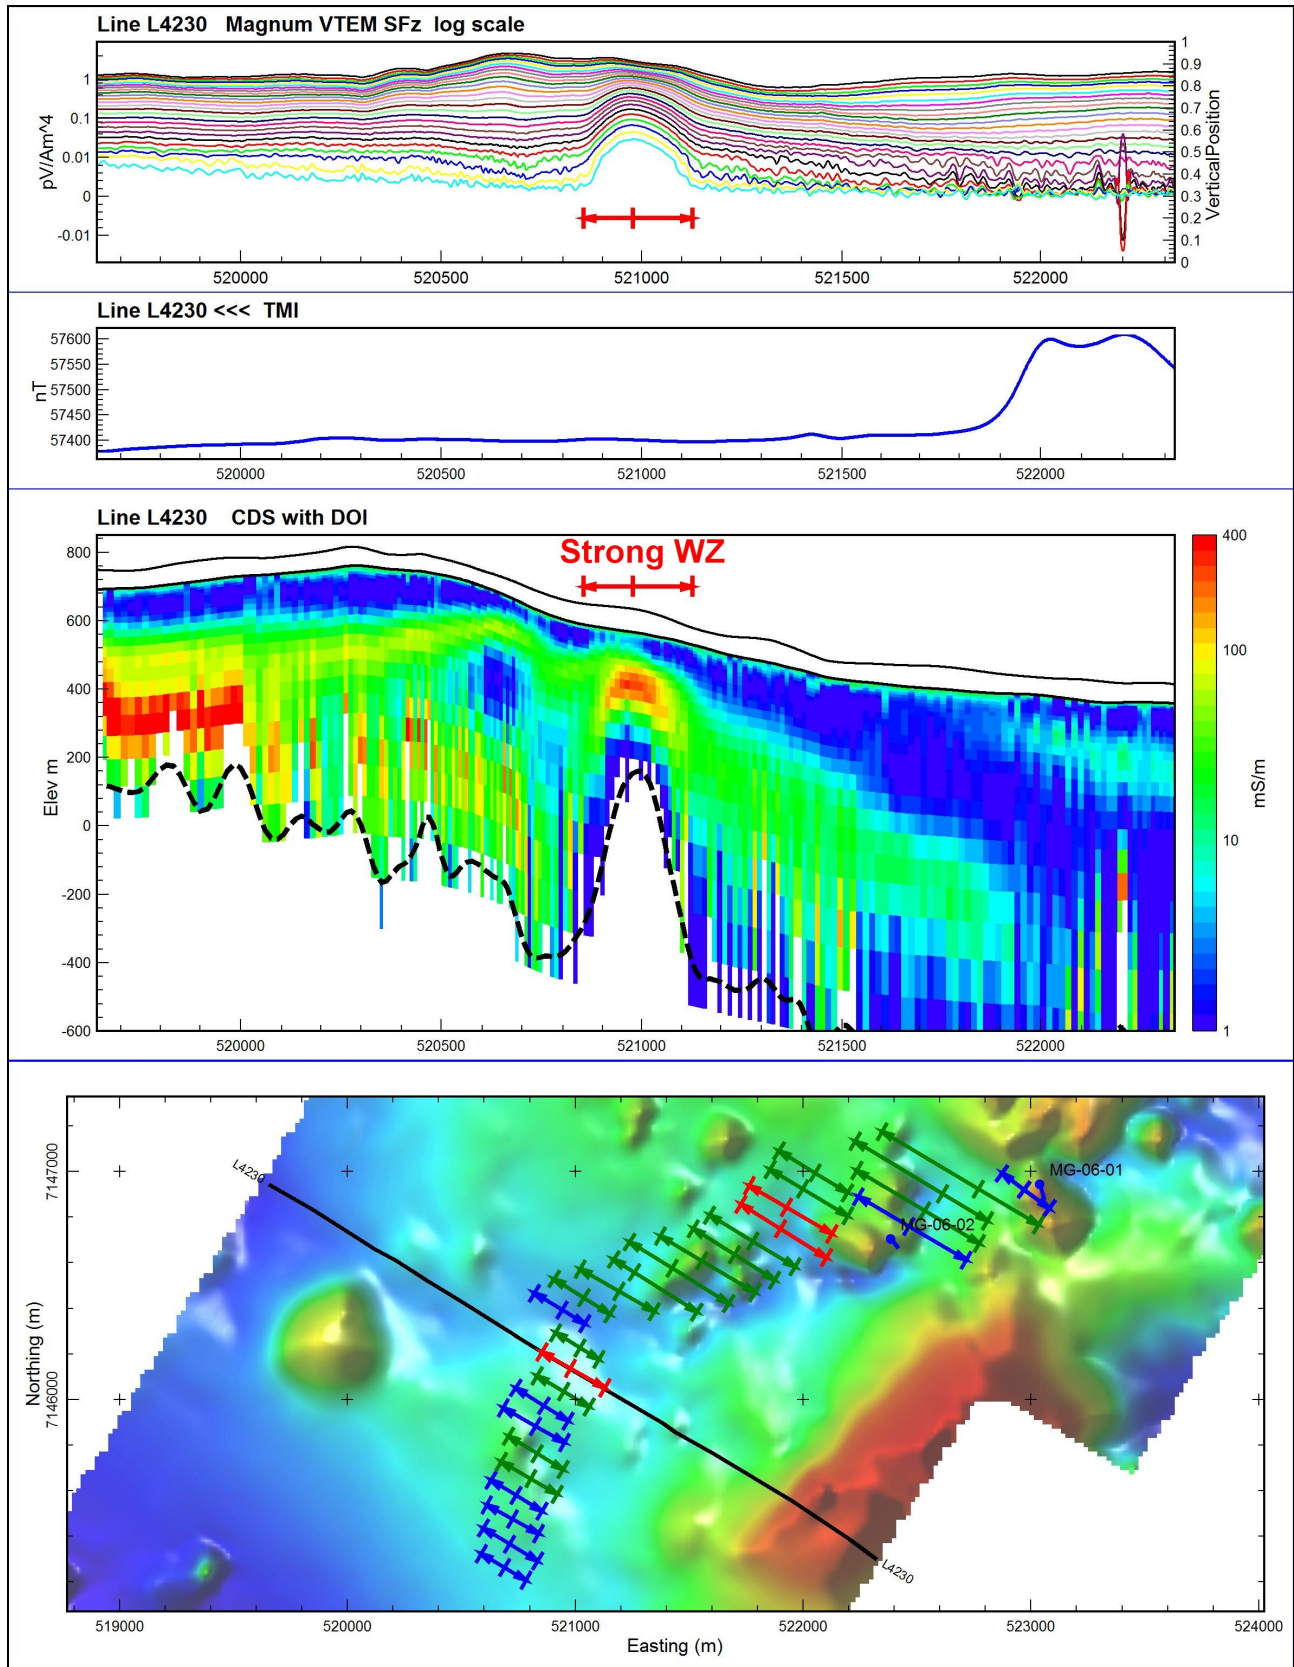 Line L4230 Magnum VTEM SFz log scale
1
0.1
0.01
0
-0.01
pV/Am^4
1
0.9
0.8
0.7
0.6
0.5
0.4
0.3
0.2
0.1
0
VerticalPosition
520000 520500 521000 521500 522000
Line L4230 <<< TMI
57600
57550
57500
57450
57400
nT
520000 520500 521000 521500 522000
Line L4230 CDS with DOI
Strong WZ
800
600
400
200
0
-200
-400
-600
Elev m
400
100
10
1
mS/m
520000 520500 521000 521500 522000
7147000
7146000
Northing (m)
L4230
MG-06-01
MG-06-02
L4230
519000 520000 521000 522000 523000 524000
Easting (m)